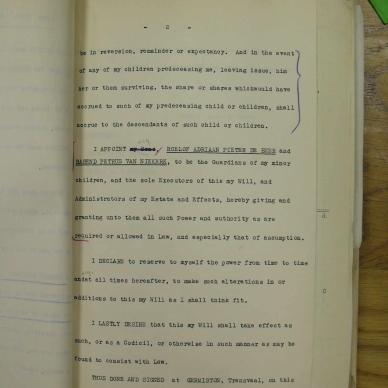 - 2 -
be in reversion, remainder or expectancy. And in the event
of any of my children predeceasing me, leaving issue, him
her or them surviving, the share or shares whichwould have
accrued to such of my predeceasing child or children, shall
accrue to the descendants of such child or children.
I APPOINT my Sons, ROELOF ADRIAAN PIETER DE BEER and
BAREND PETRUS VAN NIEKERK, to be the Guardians of my minor
children, and the sole Executors of this my Will, and
Administrators of my Estate and Effects, hereby giving and
granting unto them all such Power and authority as are
required or allowed in Law, and especially that of assumption.
I DECLARE to reserve to myself the power from time to time
andat all times hereafter, to make such alterations in or
additions to this my Will as I shall think fit.
I LASTLY DESIRE that this my Will shall take effect as
such, or as a Codicil, or otherwise in such manner as may be
found to consist with Law.
THUS DONE AND SIGNED at GERMISTON, Transvaal, on this